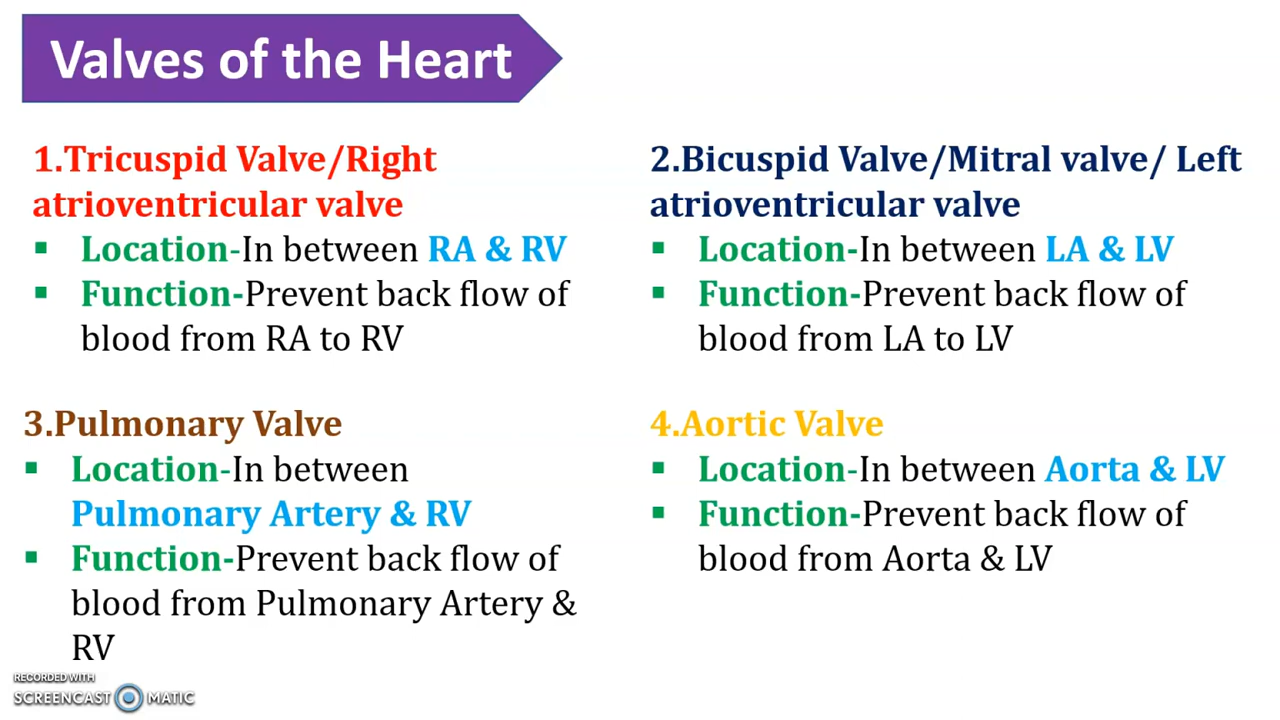 Valves of the Heart
1.Tricuspid Valve/Right
atrioventricular valve
▪ Location-In between RA & RV
▪ Function-Prevent back flow of
blood from RA to RV
2.Bicuspid Valve/Mitral valve/ Left
atrioventricular valve
▪ Location-In between LA & LV
▪ Function-Prevent back flow of
blood from LA to LV
3.Pulmonary Valve
▪ Location-In between
Pulmonary Artery & RV
▪ Function-Prevent back flow of
blood from Pulmonary Artery &
RV
4.Aortic Valve
▪ Location-In between Aorta & LV
▪ Function-Prevent back flow of
blood from Aorta & LV
RECORDED WITH
SCREENCAST MATIC